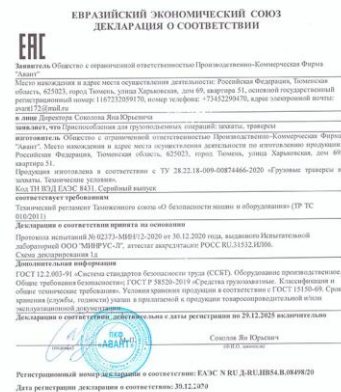 ЕВРАЗИЙСКИЙ ЭКОНОМИЧЕСКИЙ СОЮЗ
ДЕКЛАРАЦИЯ О СООТВЕТСТВИИ
ЕАС
Заявитель Общество с ограниченной ответственностью Производственно-Коммерческая Фирма
"Авант"
Место нахождения и адрес места осуществления деятельности: Российская Федерация, Тюменская
область, 625023, город Тюмень, улица Харьковская, дом 69, квартира 51, основной государственный
регистрационный номер: 1167232059170, номер телефона: +73452290470, адрес электронной почты:
avant172@mail.ru
в лице Директора Соколова Яна Юрьевича
заявляет, что Приспособления для грузоподъемных операций: захваты, траверсы
изготовитель Общество с ограниченной ответственностью Производственно-Коммерческая Фирма
"Авант". Место нахождения и адрес места осуществления деятельности по изготовлению продукции:
Российская Федерация, Тюменская область, 625023, город Тюмень, улица Харьковская, дом 69,
квартира 51.
Продукция изготовлена в соответствии с ТУ 28.22.18-009-00874466-2020 «Грузовые траверсы и
захваты. Технические условия».
Код ТН ВЭД ЕАЭС 8431. Серийный выпуск
соответствует требованиям
Технический регламент Таможенного союза "О безопасности машин и оборудования" (ТР ТС
010/2011)
Декларация о соответствии принята на основании
Протокола испытаний № 02373-МИН/12-2020 от 30.12.2020 года, выданного Испытательной
лабораторией ООО "МИНРУС-Л", аттестат аккредитации РОСС RU.31532.ИЛ06.
Схема декларирования 1д
Дополнительная информация
ГОСТ 12.2.003-91 «Система стандартов безопасности труда (ССБТ). Оборудование производственное.
Общие требования безопасности»; ГОСТ Р 58520-2019 «Средства грузозахватные. Классификация и
общие технические требования». Условия хранения продукции в соответствии с ГОСТ 15150-69. Срок
хранения (службы, годности) указан в прилагаемой к продукции товаросопроводительной и/или
эксплуатационной документации
Декларация о соответствии действительна с даты регистрации по 29.12.2025 включительно
ПКФ
«АВАНТ»
Соколов Ян Юрьевич
Регистрационный номер декларации о соответствии: ЕАЭС N RU Д-RU.НВ54.В.08498/20
Дата регистрации декларации о соответствии: 30.12.2020